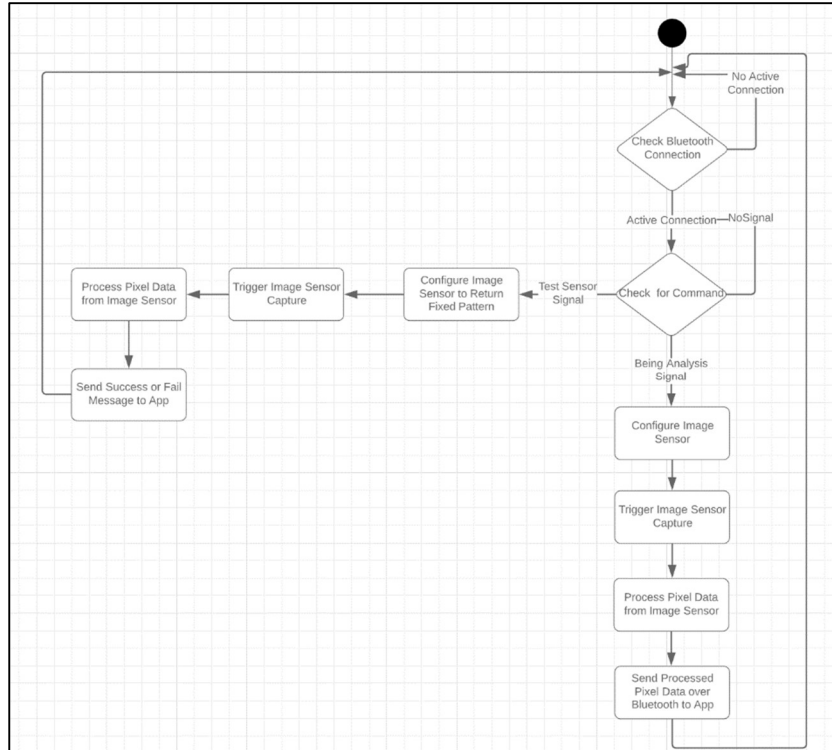 No Active
Connection
Check Bluetooth
Connection
Active Connection
NoSignal
Process Pixel Data
from Image Sensor
Trigger Image Sensor
Capture
Configure Image
Sensor to Return
Fixed Pattern
Test Sensor
Signal
Check for Command
Being Analysis
Signal
Send Success or Fail
Message to App
Configure Image
Sensor
Trigger Image Sensor
Capture
Process Pixel Data
from Image Sensor
Send Processed
Pixel Data over
Bluetooth to App